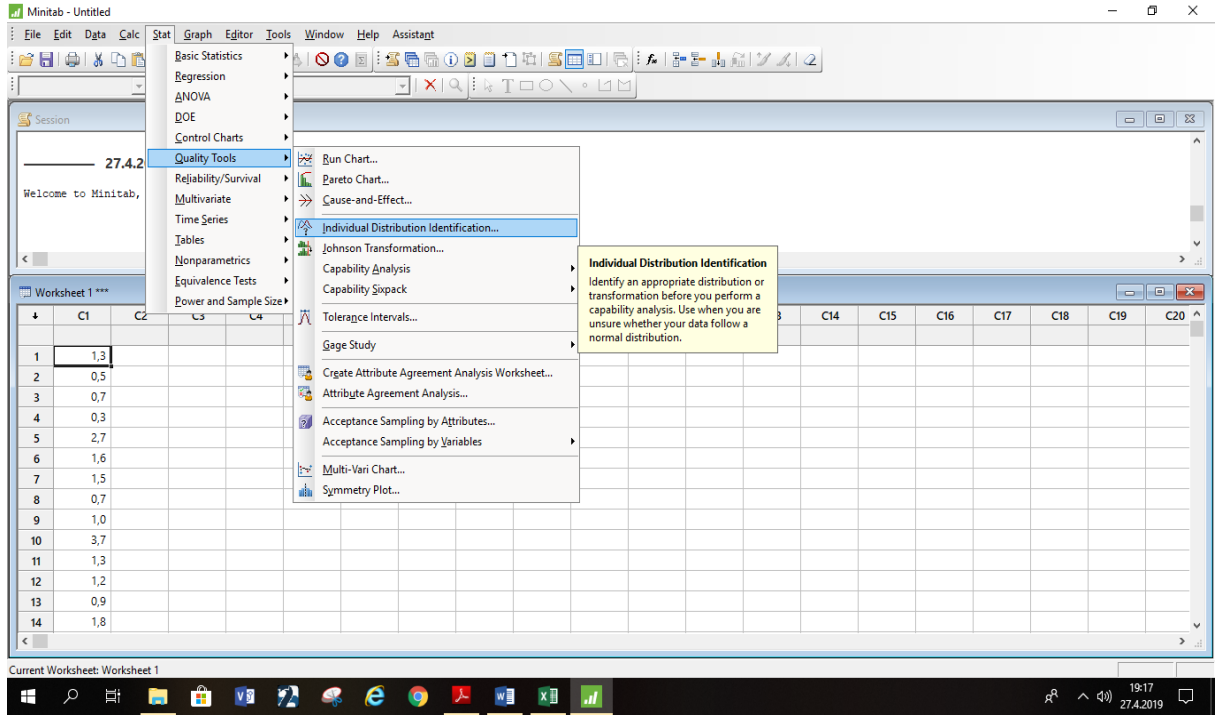 Minitab - Untitled
File Edit Data Calc Stat Graph Editor Tools Window Help Assistant
Session
27.4.2
Welcome to Minitab,
Basic Statistics
Regression
ANOVA
DOE
Control Charts
Quality Tools
Reliability/Survival
Multivariate
Time Series
Tables
Nonparametrics
Equivalence Tests
Power and Sample Size
Run Chart...
Pareto Chart...
Cause-and-Effect...
Individual Distribution Identification...
Johnson Transformation...
Capability Analysis
Capability Sixpack
Tolerance Intervals...
Gage Study
Create Attribute Agreement Analysis Worksheet...
Attribute Agreement Analysis...
Acceptance Sampling by Attributes...
Acceptance Sampling by Variables
Multi-Vari Chart...
Symmetry Plot...
Individual Distribution Identification
Identify an appropriate distribution or
transformation before you perform a
capability analysis. Use when you are
unsure whether your data follow a
normal distribution.
Worksheet 1 ***
C1 C2 C3 C4 C14 C15 C16 C17 C18 C19 C20
1 1,3
2 0,5
3 0,7
4 0,3
5 2,7
6 1,6
7 1,5
8 0,7
9 1,0
10 3,7
11 1,3
12 1,2
13 0,9
14 1,8
Current Worksheet: Worksheet 1
19:17
27.4.2019